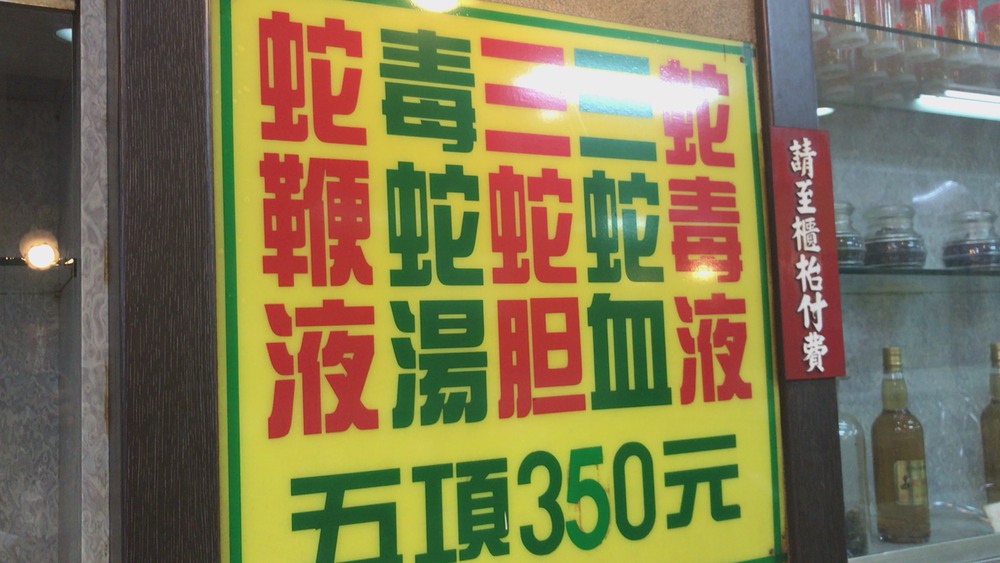 蛇毒液
三蛇血
三蛇胆
毒蛇湯
蛇鞭液
五項350元
請至櫃枱付費